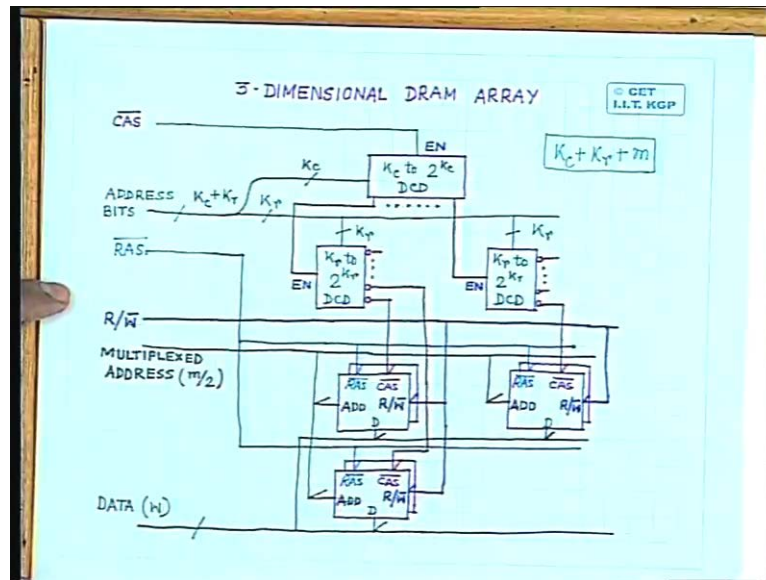 3-DIMENSIONAL DRAM ARRAY
© CET
I.I.T. KGP
Kc + Kr + m
CAS
EN
Kc to 2^Kc
DCD
Kc
ADDRESS
BITS
Kc+Kr
Kr
Kr
Kr
RAS
Kr to
2^Kr
DCD
EN
Kr to
2^Kr
DCD
EN
R/W
MULTIPLEXED
ADDRESS (m/2)
RAS CAS
ADD R/W
D
RAS CAS
ADD R/W
D
RAS CAS
ADD R/W
D
DATA (W)